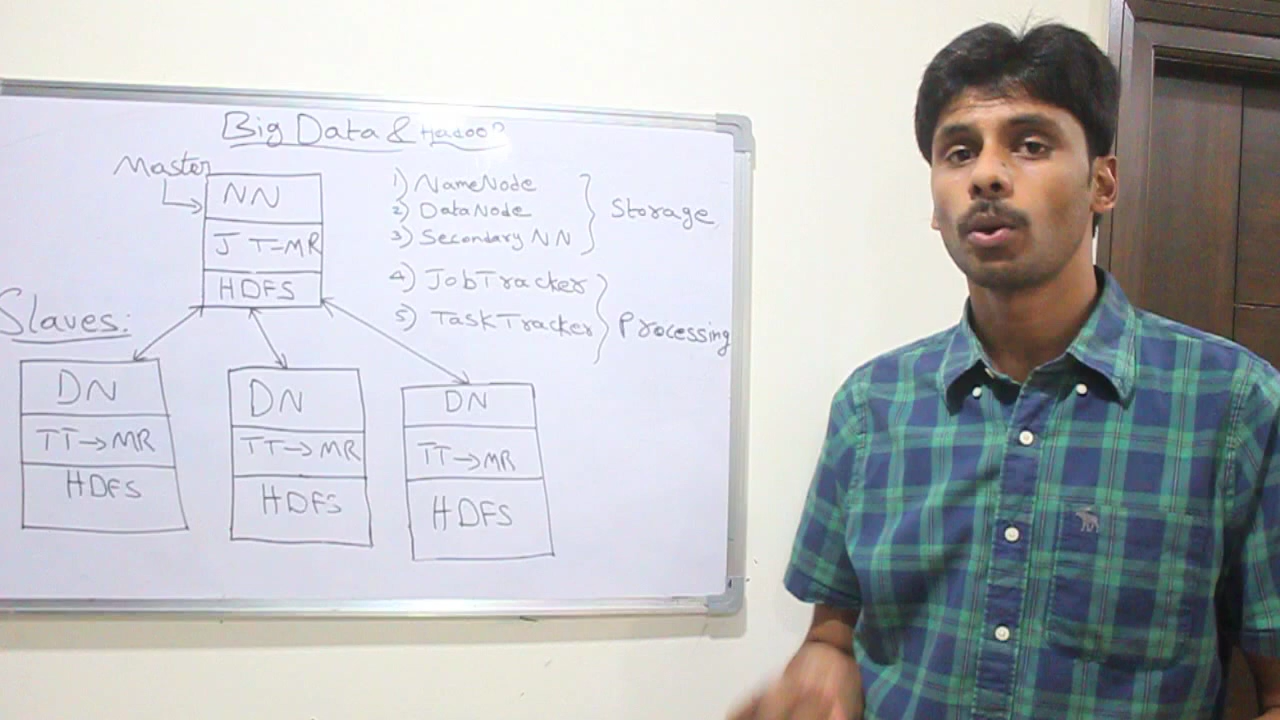 Big Data & Hadoop
Master
NN
J T-MR
HDFS
1) NameNode
2) DataNode
3) Secondary NN
Storage
4) JobTracker
5) TaskTracker
Processing
Slaves:
DN
TT→MR
HDFS
DN
TT→MR
HDFS
DN
TT→MR
HDFS